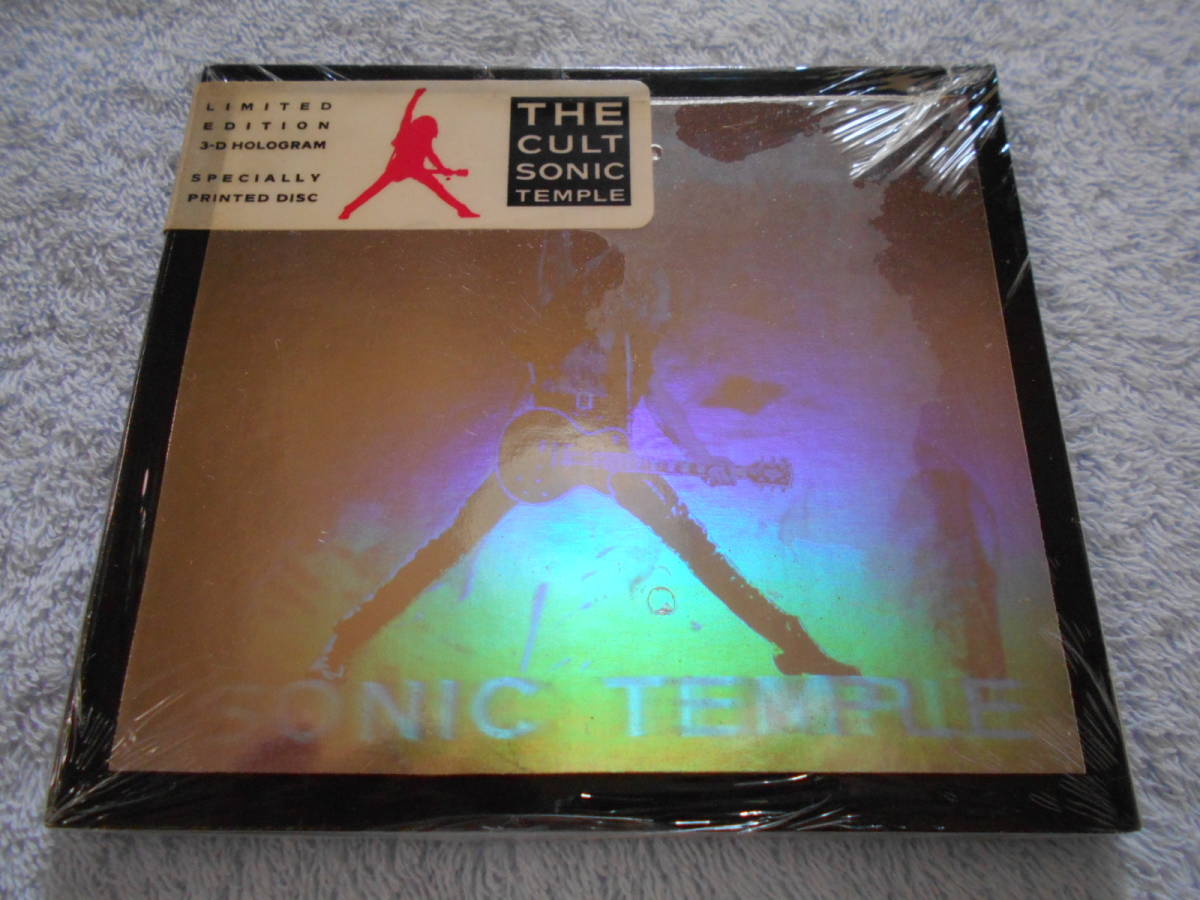 LIMITED
EDITION
3-D HOLOGRAM
SPECIALLY
PRINTED DISC
THE
CULT
SONIC
TEMPLE
SONIC TEMPLE